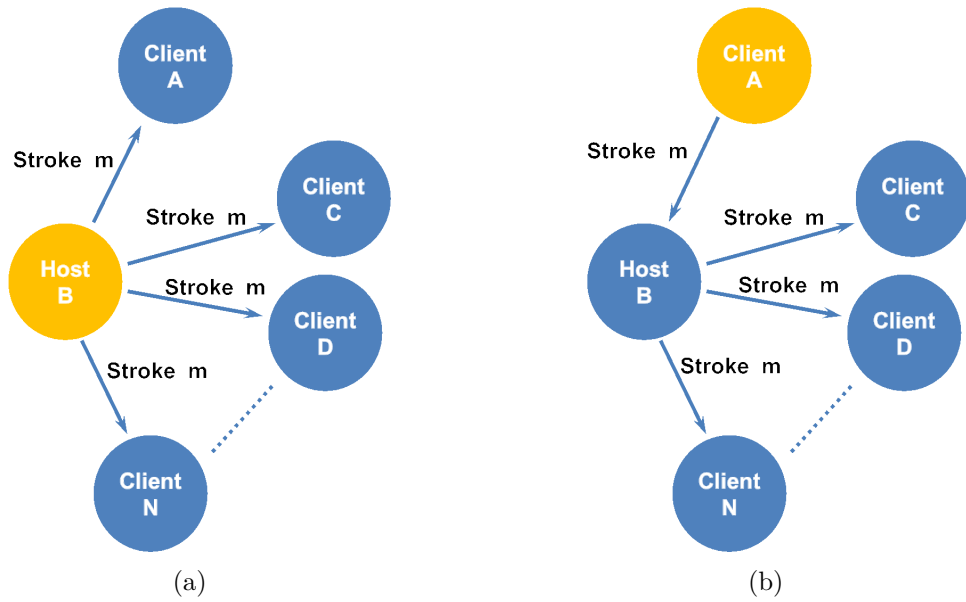 Client
A
Stroke m
Client
C
Stroke m
Host
B
Stroke m
Client
D
Stroke m
Client
N
(a)
Client
A
Stroke m
Client
C
Stroke m
Host
B
Stroke m
Client
D
Stroke m
Client
N
(b)